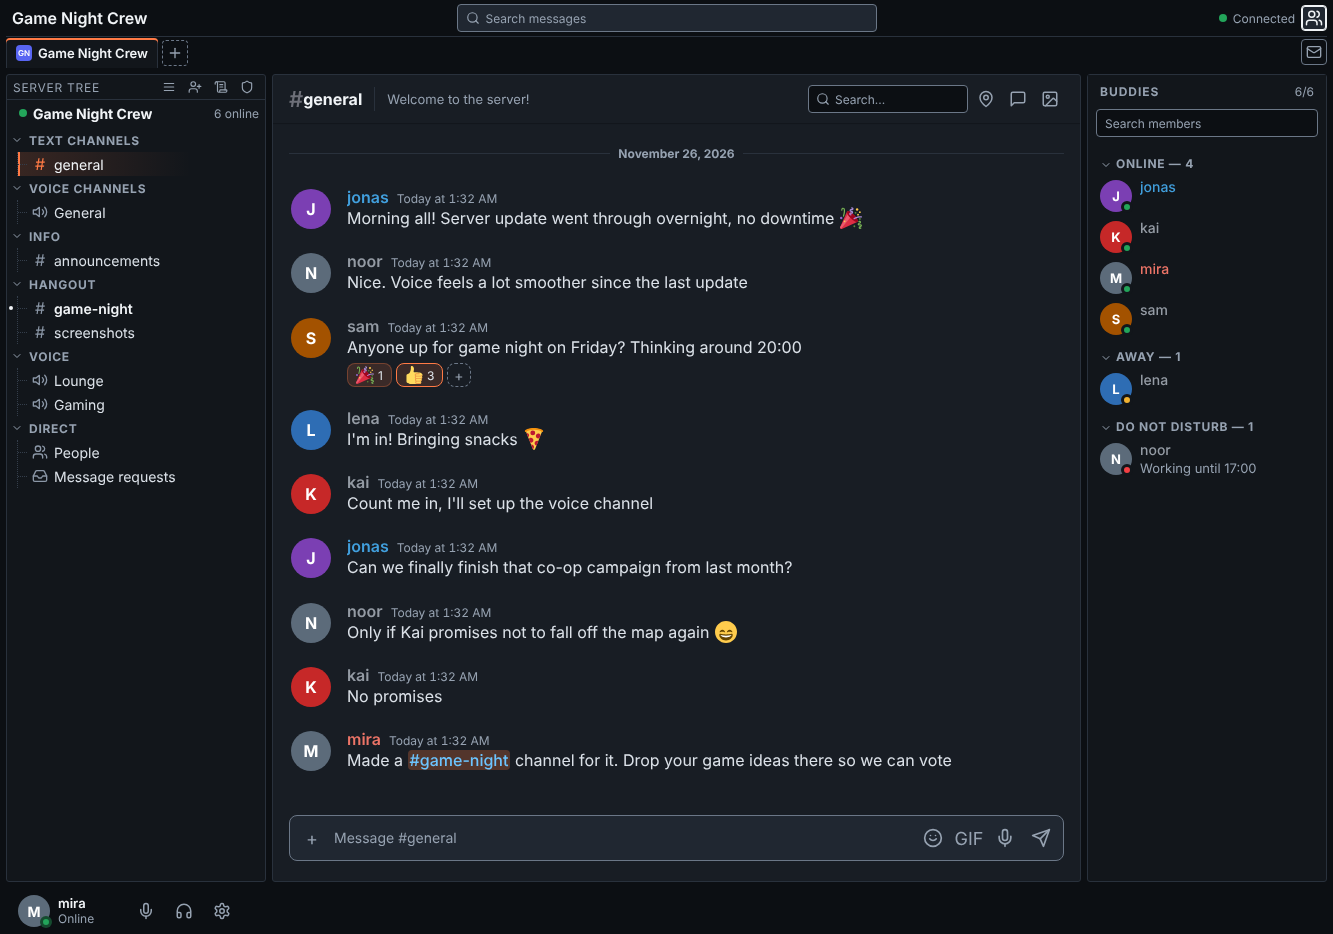 Game Night Crew
Search messages
Connected
GN Game Night Crew
+
SERVER TREE
Game Night Crew 6 online
TEXT CHANNELS
# general
VOICE CHANNELS
General
INFO
# announcements
HANGOUT
# game-night
# screenshots
VOICE
Lounge
Gaming
DIRECT
People
Message requests
mira
Online
M
#general
Welcome to the server!
Search...
November 26, 2026
J
jonas Today at 1:32 AM
Morning all! Server update went through overnight, no downtime 🎉
N
noor Today at 1:32 AM
Nice. Voice feels a lot smoother since the last update
S
sam Today at 1:32 AM
Anyone up for game night on Friday? Thinking around 20:00
🎉 1 👍 3 +
L
lena Today at 1:32 AM
I'm in! Bringing snacks 🍕
K
kai Today at 1:32 AM
Count me in, I'll set up the voice channel
J
jonas Today at 1:32 AM
Can we finally finish that co-op campaign from last month?
N
noor Today at 1:32 AM
Only if Kai promises not to fall off the map again 😄
K
kai Today at 1:32 AM
No promises
M
mira Today at 1:32 AM
Made a #game-night channel for it. Drop your game ideas there so we can vote
+ Message #general GIF
BUDDIES 6/6
Search members
ONLINE — 4
J jonas
K kai
M mira
S sam
AWAY — 1
L lena
DO NOT DISTURB — 1
N noor
Working until 17:00